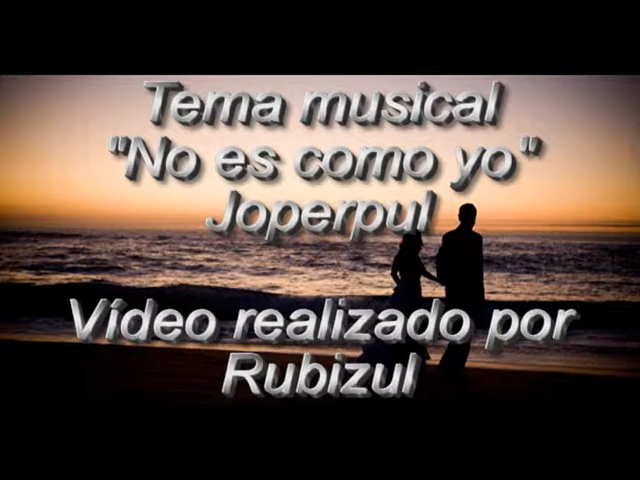 Tema musical
"No es como yo"
Joperpul
Vídeo realizado por
Rubizul